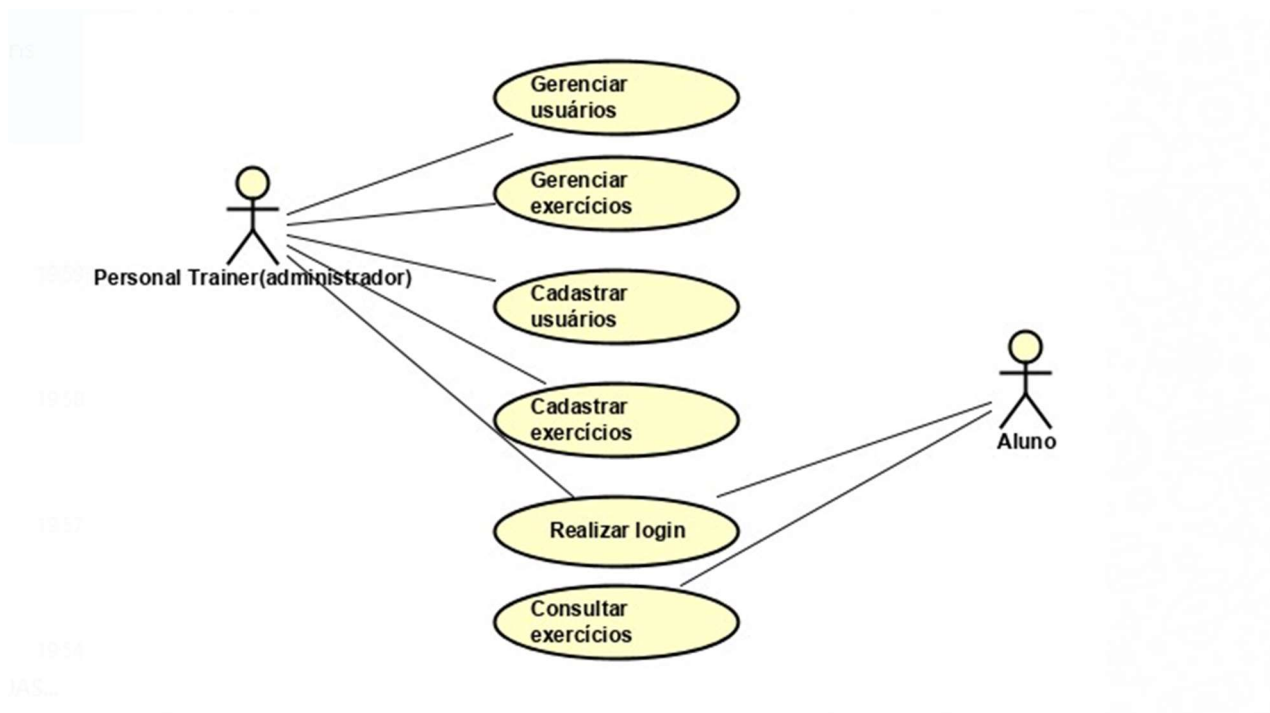 Gerenciar
usuários
Gerenciar
exercícios
Personal Trainer(administrador)
Cadastrar
usuários
Cadastrar
exercícios
Aluno
Realizar login
Consultar
exercícios